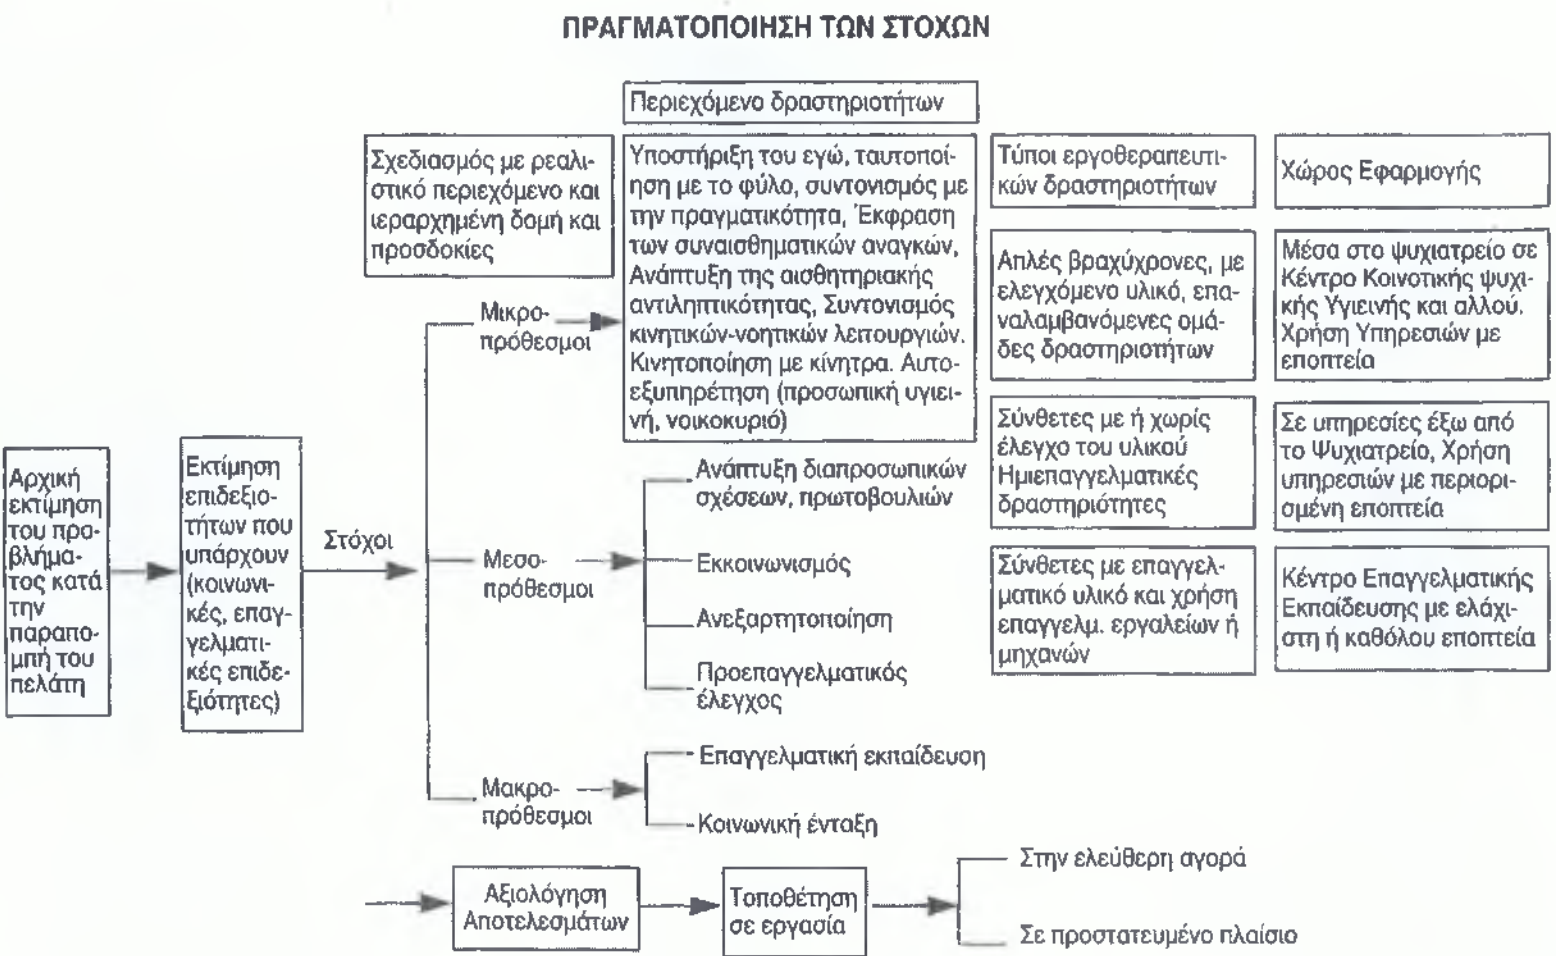 ΠΡΑΓΜΑΤΟΠΟΙΗΣΗ ΤΩΝ ΣΤΟΧΩΝ
Αρχική
εκτίμηση
του προ-
βλήμα-
τος κατά
την
παραπο-
μπή του
πελάτη
Εκτίμηση
επιδεξιο-
τήτων που
υπάρχουν
(κοινωνι-
κές, επαγ-
γελματι-
κές επιδε-
ξιότητες)
Στόχοι
Σχεδιασμός με ρεαλι-
στικό περιεχόμενο και
ιεραρχημένη δομή και
προσδοκίες
Μικρο-
πρόθεσμοι
Μεσο-
πρόθεσμοι
Μακρο-
πρόθεσμοι
Περιεχόμενο δραστηριοτήτων
Υποστήριξη του εγώ, ταυτοποί-
ηση με το φύλο, συντονισμός με
την πραγματικότητα, Έκφραση
των συναισθηματικών αναγκών,
Ανάπτυξη της αισθητηριακής
αντιληπτικότητας, Συντονισμός
κινητικών-νοητικών λειτουργιών.
Κινητοποίηση με κίνητρα. Αυτο-
εξυπηρέτηση (προσωπική υγιει-
νή, νοικοκυριό)
Ανάπτυξη διαπροσωπικών
σχέσεων, πρωτοβουλιών
Εκκοινωνισμός
Ανεξαρτητοποίηση
Προεπαγγελματικός
έλεγχος
Επαγγελματική εκπαίδευση
Κοινωνική ένταξη
Τύποι εργοθεραπευτι-
κών δραστηριοτήτων
Απλές βραχύχρονες, με
ελεγχόμενο υλικό, επα-
ναλαμβανόμενες ομά-
δες δραστηριοτήτων
Σύνθετες με ή χωρίς
έλεγχο του υλικού
Ημιεπαγγελματικές
δραστηριότητες
Σύνθετες με επαγγελ-
ματικό υλικό και χρήση
επαγγελμ. εργαλείων ή
μηχανών
Χώρος Εφαρμογής
Μέσα στο ψυχιατρείο σε
Κέντρο Κοινοτικής ψυχι-
κής Υγιεινής και αλλού.
Χρήση Υπηρεσιών με
εποπτεία
Σε υπηρεσίες έξω από
το Ψυχιατρείο, Χρήση
υπηρεσιών με περιορι-
σμένη εποπτεία
Κέντρο Επαγγελματικής
Εκπαίδευσης με ελάχι-
στη ή καθόλου εποπτεία
Αξιολόγηση
Αποτελεσμάτων
Τοποθέτηση
σε εργασία
Στην ελεύθερη αγορά
Σε προστατευμένο πλαίσιο